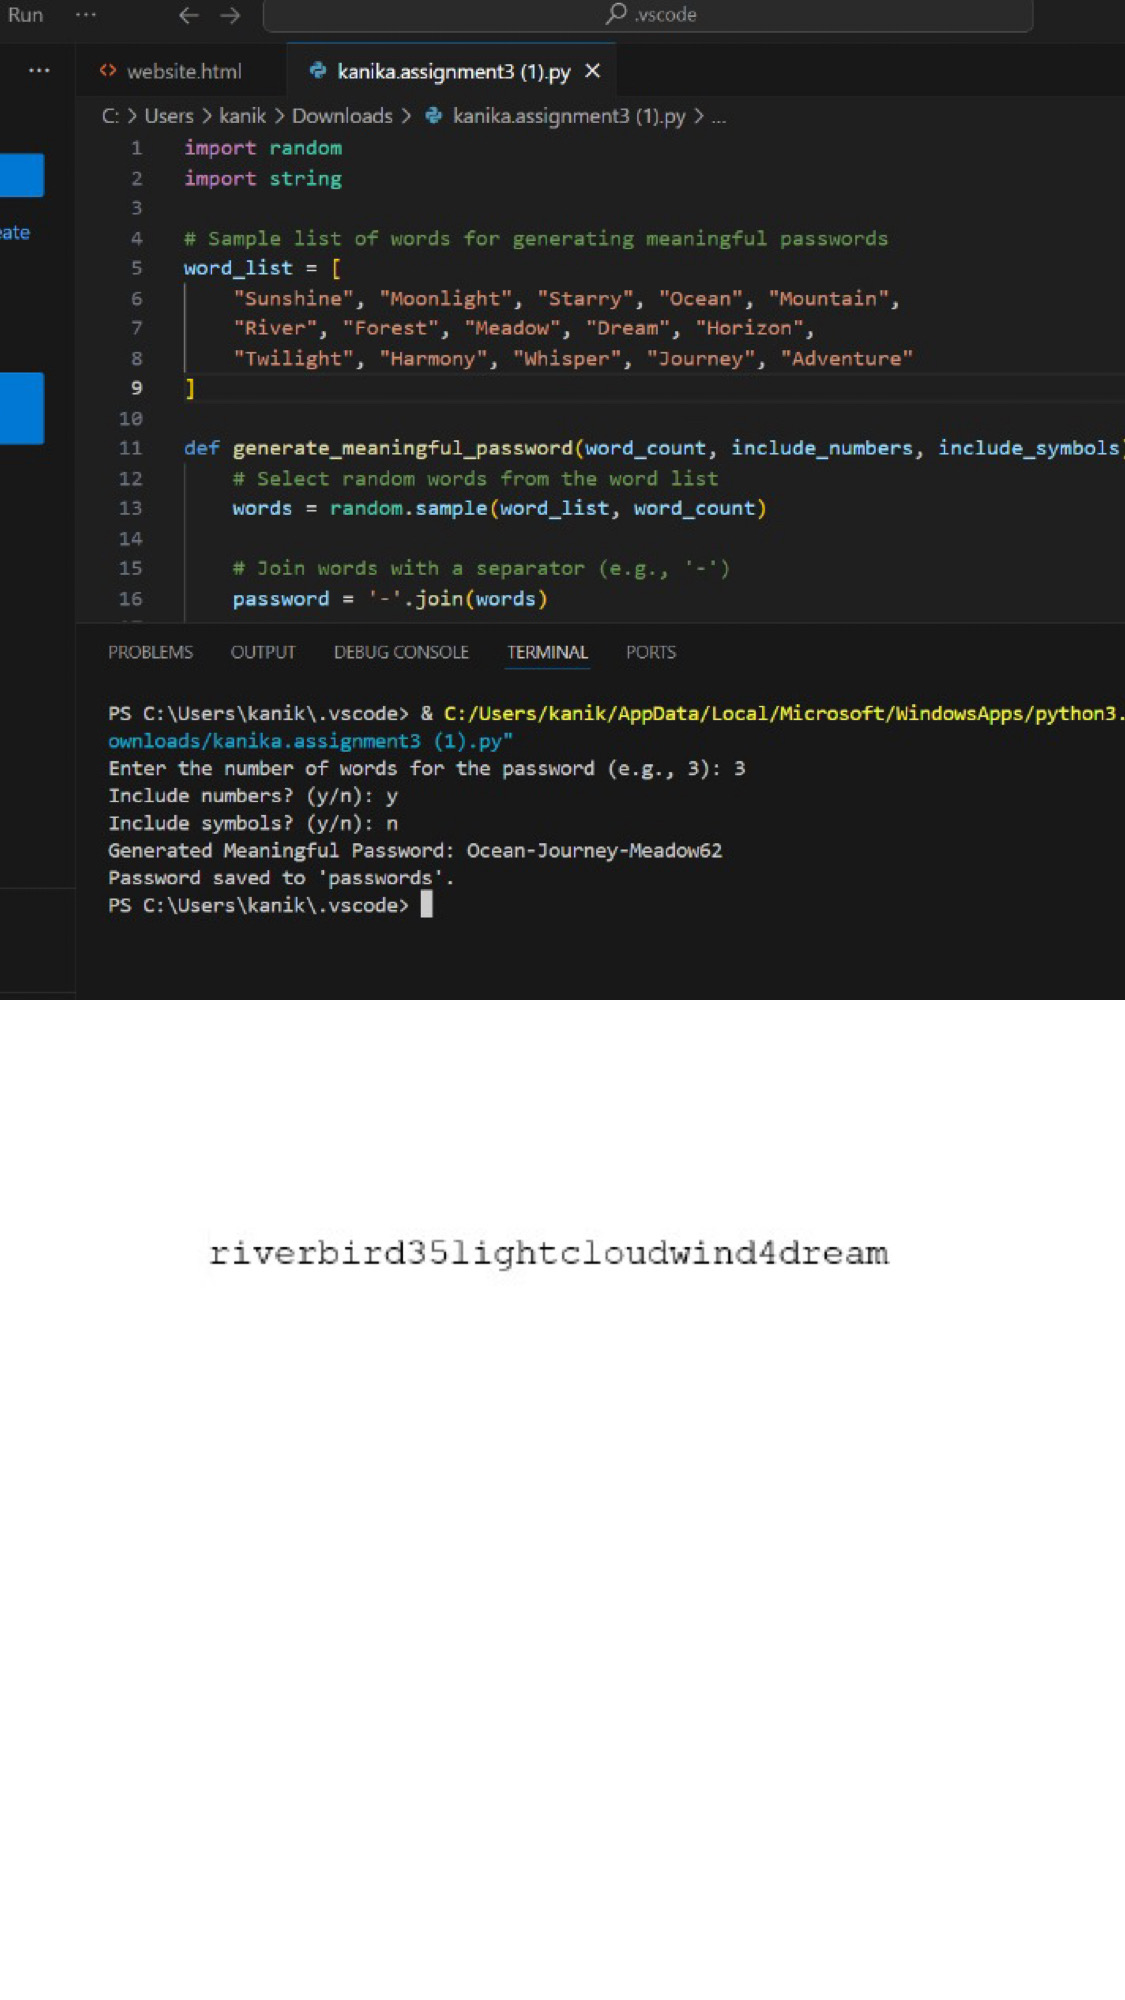 Run ... ← → .vscode
... <> website.html kanika.assignment3 (1).py ×
C: > Users > kanik > Downloads > kanika.assignment3 (1).py > ...
1 import random
2 import string
3
eate
4 # Sample list of words for generating meaningful passwords
5 word_list = [
6 "Sunshine", "Moonlight", "Starry", "Ocean", "Mountain",
7 "River", "Forest", "Meadow", "Dream", "Horizon",
8 "Twilight", "Harmony", "Whisper", "Journey", "Adventure"
9 ]
10
11 def generate_meaningful_password(word_count, include_numbers, include_symbols)
12 # Select random words from the word list
13 words = random.sample(word_list, word_count)
14
15 # Join words with a separator (e.g., '-')
16 password = '-'.join(words)
PROBLEMS OUTPUT DEBUG CONSOLE TERMINAL PORTS
PS C:\Users\kanik\.vscode> & C:/Users/kanik/AppData/Local/Microsoft/WindowsApps/python3.
ownloads/kanika.assignment3 (1).py"
Enter the number of words for the password (e.g., 3): 3
Include numbers? (y/n): y
Include symbols? (y/n): n
Generated Meaningful Password: Ocean-Journey-Meadow62
Password saved to 'passwords'.
PS C:\Users\kanik\.vscode>
riverbird35lightcloudwind4dream